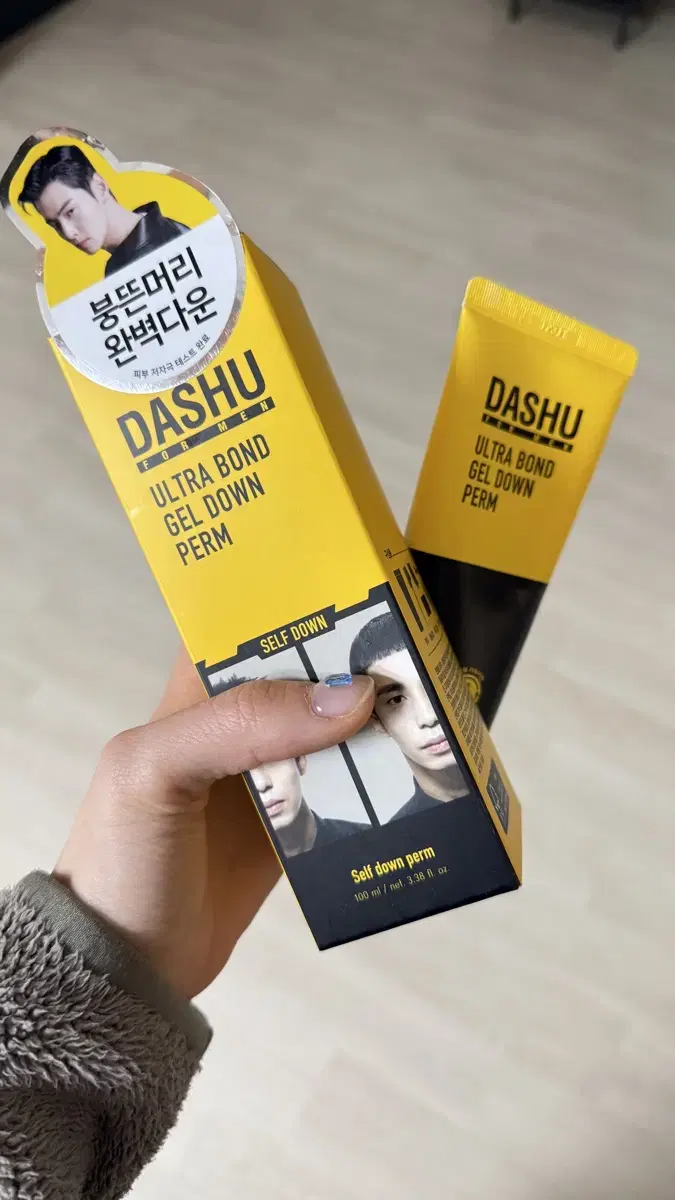 붕뜬머리
완벽다운
피부 저자극 테스트 완료
DASHU
FOR MEN
ULTRA BOND
GEL DOWN
PERM
SELF DOWN
Self down perm
100 ml / net. 3.38 fl. oz.
DASHU
FOR MEN
ULTRA BOND
GEL DOWN
PERM